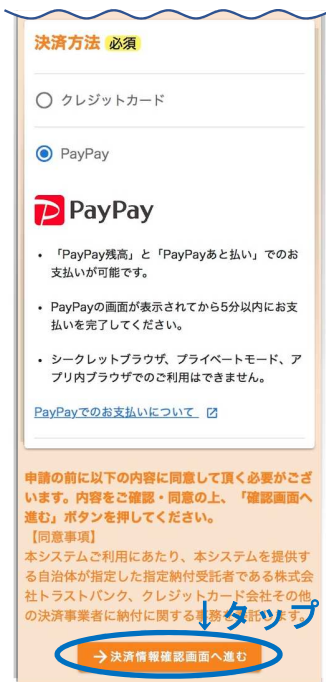 決済方法 必須
クレジットカード
PayPay
PayPay
・ 「PayPay残高」と「PayPayあと払い」でのお
支払いが可能です。
・ PayPayの画面が表示されてから5分以内にお支
払いを完了してください。
・ シークレットブラウザ、プライベートモード、ア
プリ内ブラウザでのご利用はできません。
PayPayでのお支払いについて
申請の前に以下の内容に同意して頂く必要がござ
います。内容をご確認・同意の上、「確認画面へ
進む」ボタンを押してください。
【同意事項】
本システムご利用にあたり、本システムを提供す
る自治体が指定した指定納付受託者である株式会
社トラストバンク、クレジットカード会社その他
の決済事業者に納付に関する事務を
↓タップ
→決済情報確認画面へ進む